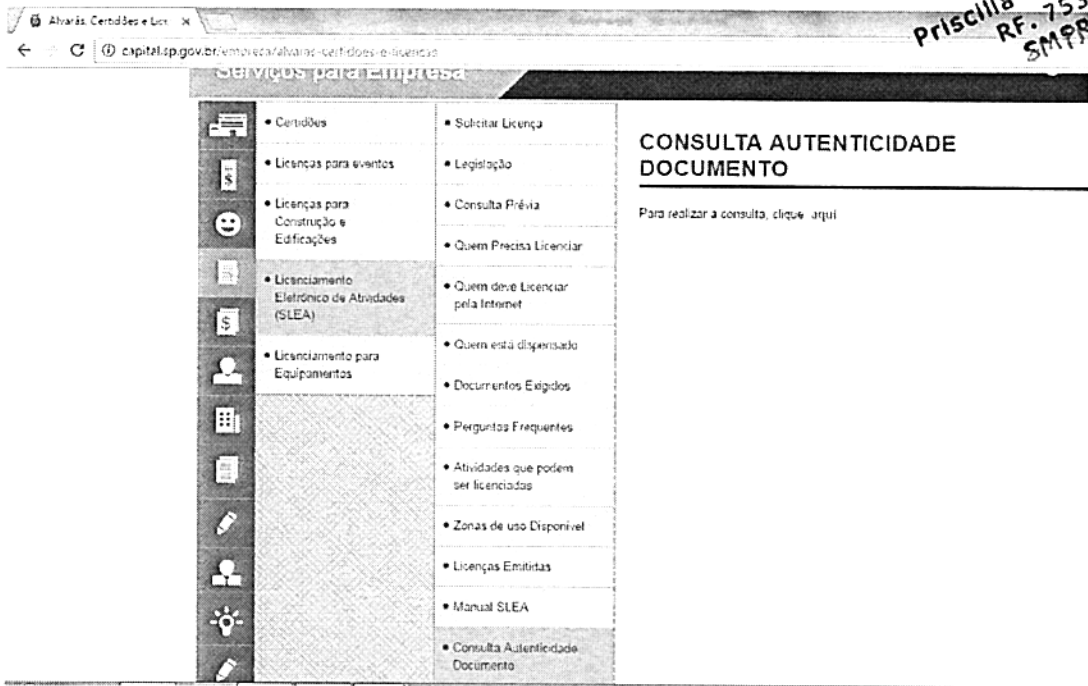 Alvarás, Certidões e Lice
Priscilla
RF. 753
SMPR
capital.sp.gov.br/empresa/alvaras-certidoes-e-licencas
Serviços para Empresa
• Certidões
• Licenças para eventos
• Licenças para
Construção e
Edificações
• Licenciamento
Eletrônico de Atividades
(SLEA)
• Licenciamento para
Equipamentos
• Solicitar Licença
• Legislação
• Consulta Prévia
• Quem Precisa Licenciar
• Quem deve Licenciar
pela Internet
• Quem está dispensado
• Documentos Exigidos
• Perguntas Frequentes
• Atividades que podem
ser licenciadas
• Zonas de uso Disponível
• Licenças Emitidas
• Manual SLEA
• Consulta Autenticidade
Documento
CONSULTA AUTENTICIDADE
DOCUMENTO
Para realizar a consulta, clique aqui